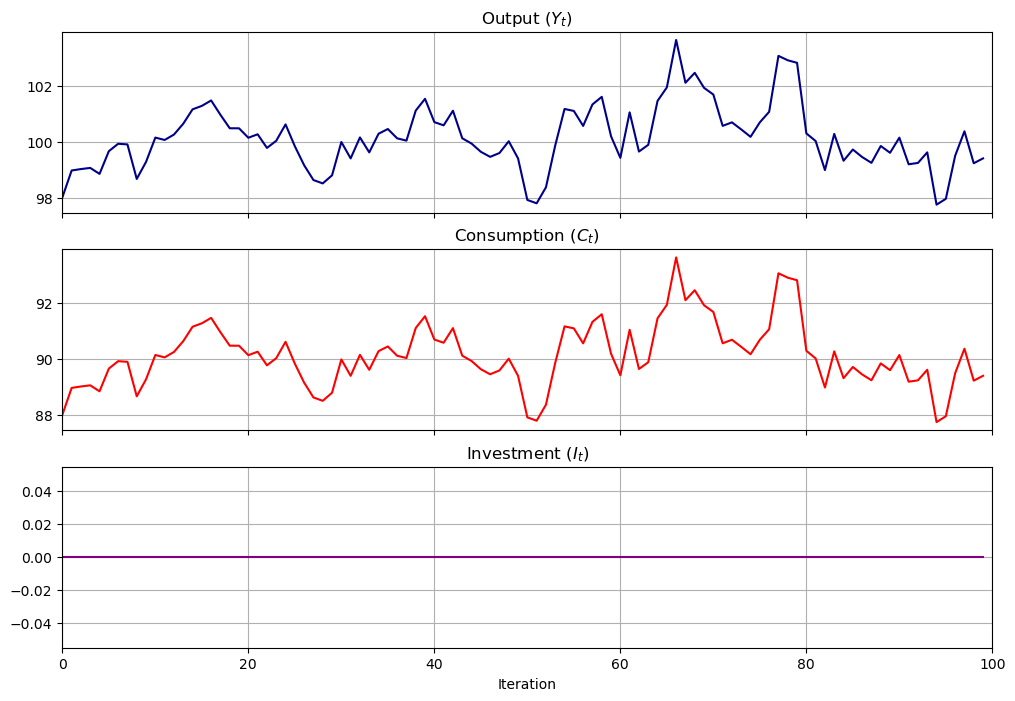 Output ($Y_t$)
102
100
98
Consumption ($C_t$)
92
90
88
Investment ($I_t$)
0.04
0.02
0.00
−0.02
−0.04
0 20 40 60 80 100
Iteration